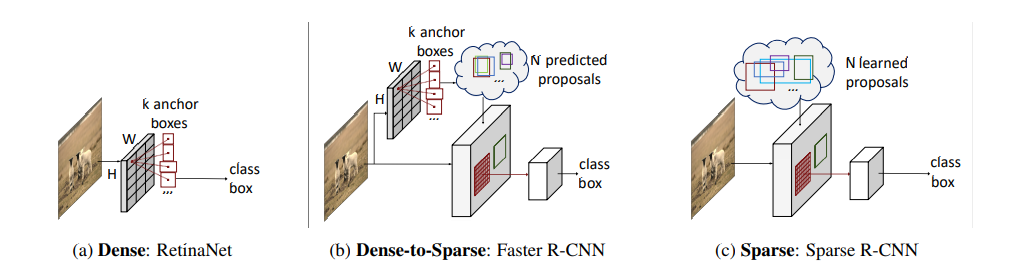 k anchor
boxes
W
H
...
class
box
(a) Dense: RetinaNet
k anchor
boxes
W
H
...
...
N predicted
proposals
class
box
(b) Dense-to-Sparse: Faster R-CNN
...
N learned
proposals
class
box
(c) Sparse: Sparse R-CNN